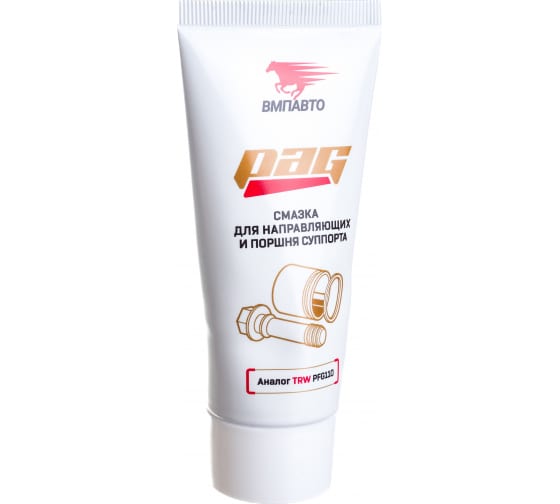 ВМПАВТО
PAG
СМАЗКА
ДЛЯ НАПРАВЛЯЮЩИХ
И ПОРШНЯ СУППОРТА
Аналог TRW PFG110